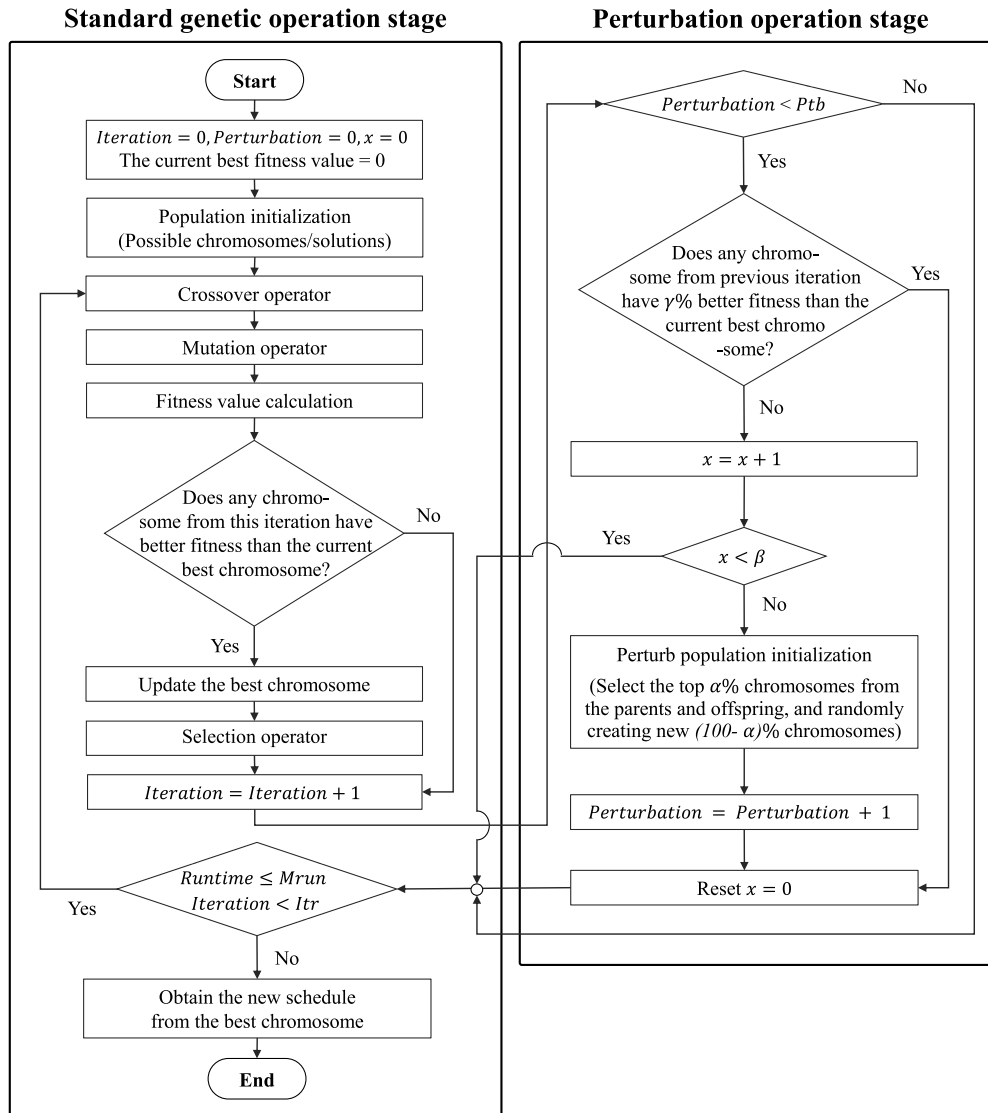 Standard genetic operation stage
Start
Iteration = 0, Perturbation = 0, x = 0
The current best fitness value = 0
Population initialization
(Possible chromosomes/solutions)
Crossover operator
Mutation operator
Fitness value calculation
Does any chromo-
some from this iteration have
better fitness than the current
best chromosome?
No
Yes
Update the best chromosome
Selection operator
Iteration = Iteration + 1
Runtime ≤ Mrun
Iteration < Itr
Yes
No
Obtain the new schedule
from the best chromosome
End
Perturbation operation stage
Perturbation < Ptb
No
Yes
Does any chromo-
some from previous iteration
have γ% better fitness than the
current best chromo
-some?
Yes
No
x = x + 1
x < β
Yes
No
Perturb population initialization
(Select the top α% chromosomes from
the parents and offspring, and randomly
creating new (100- α)% chromosomes)
Perturbation = Perturbation + 1
Reset x = 0